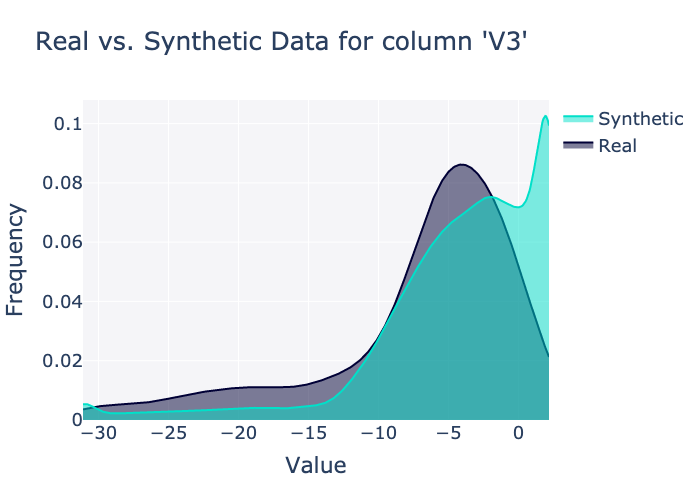 Real vs. Synthetic Data for column 'V3'
Synthetic
Real
0.1
0.08
0.06
0.04
0.02
0
Frequency
−30 −25 −20 −15 −10 −5 0
Value